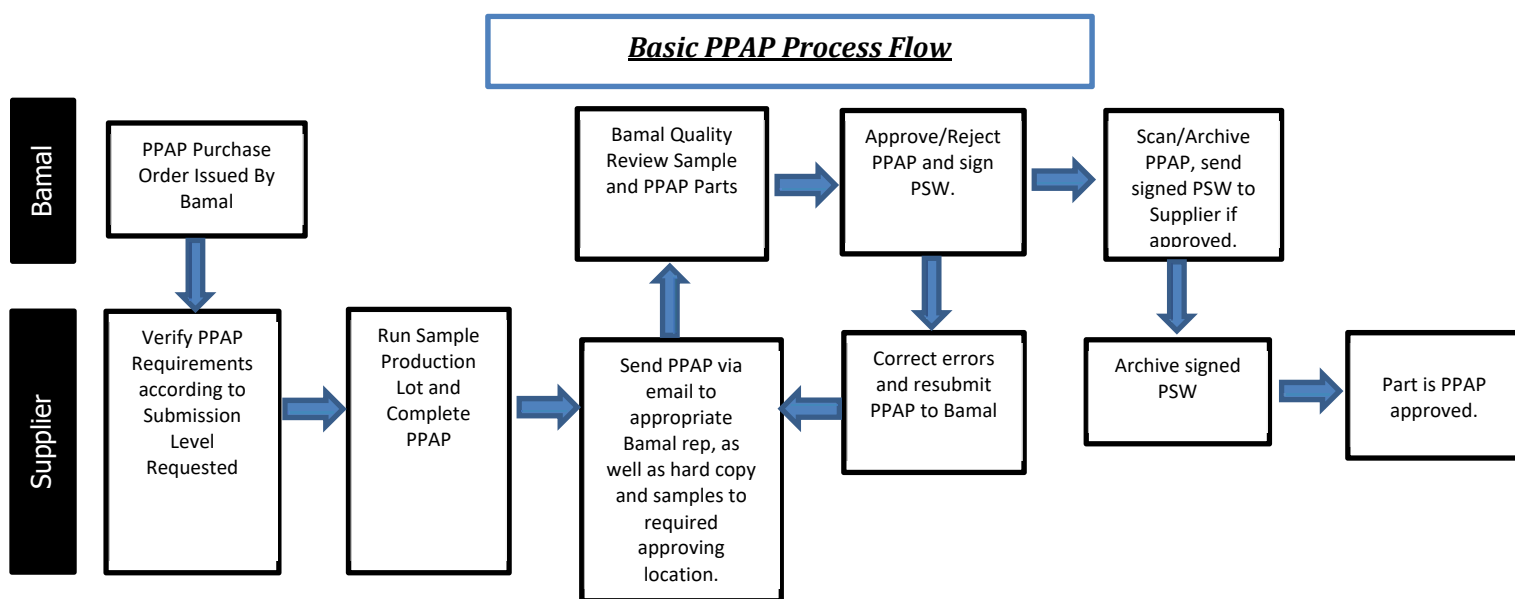 Basic PPAP Process Flow
Bamal
PPAP Purchase
Order Issued By
Bamal
Bamal Quality
Review Sample
and PPAP Parts
Approve/Reject
PPAP and sign
PSW.
Scan/Archive
PPAP, send
signed PSW to
Supplier if
approved.
Supplier
Verify PPAP
Requirements
according to
Submission
Level
Requested
Run Sample
Production
Lot and
Complete
PPAP
Send PPAP via
email to
appropriate
Bamal rep, as
well as hard copy
and samples to
required
approving
location.
Correct errors
and resubmit
PPAP to Bamal
Archive signed
PSW
Part is PPAP
approved.